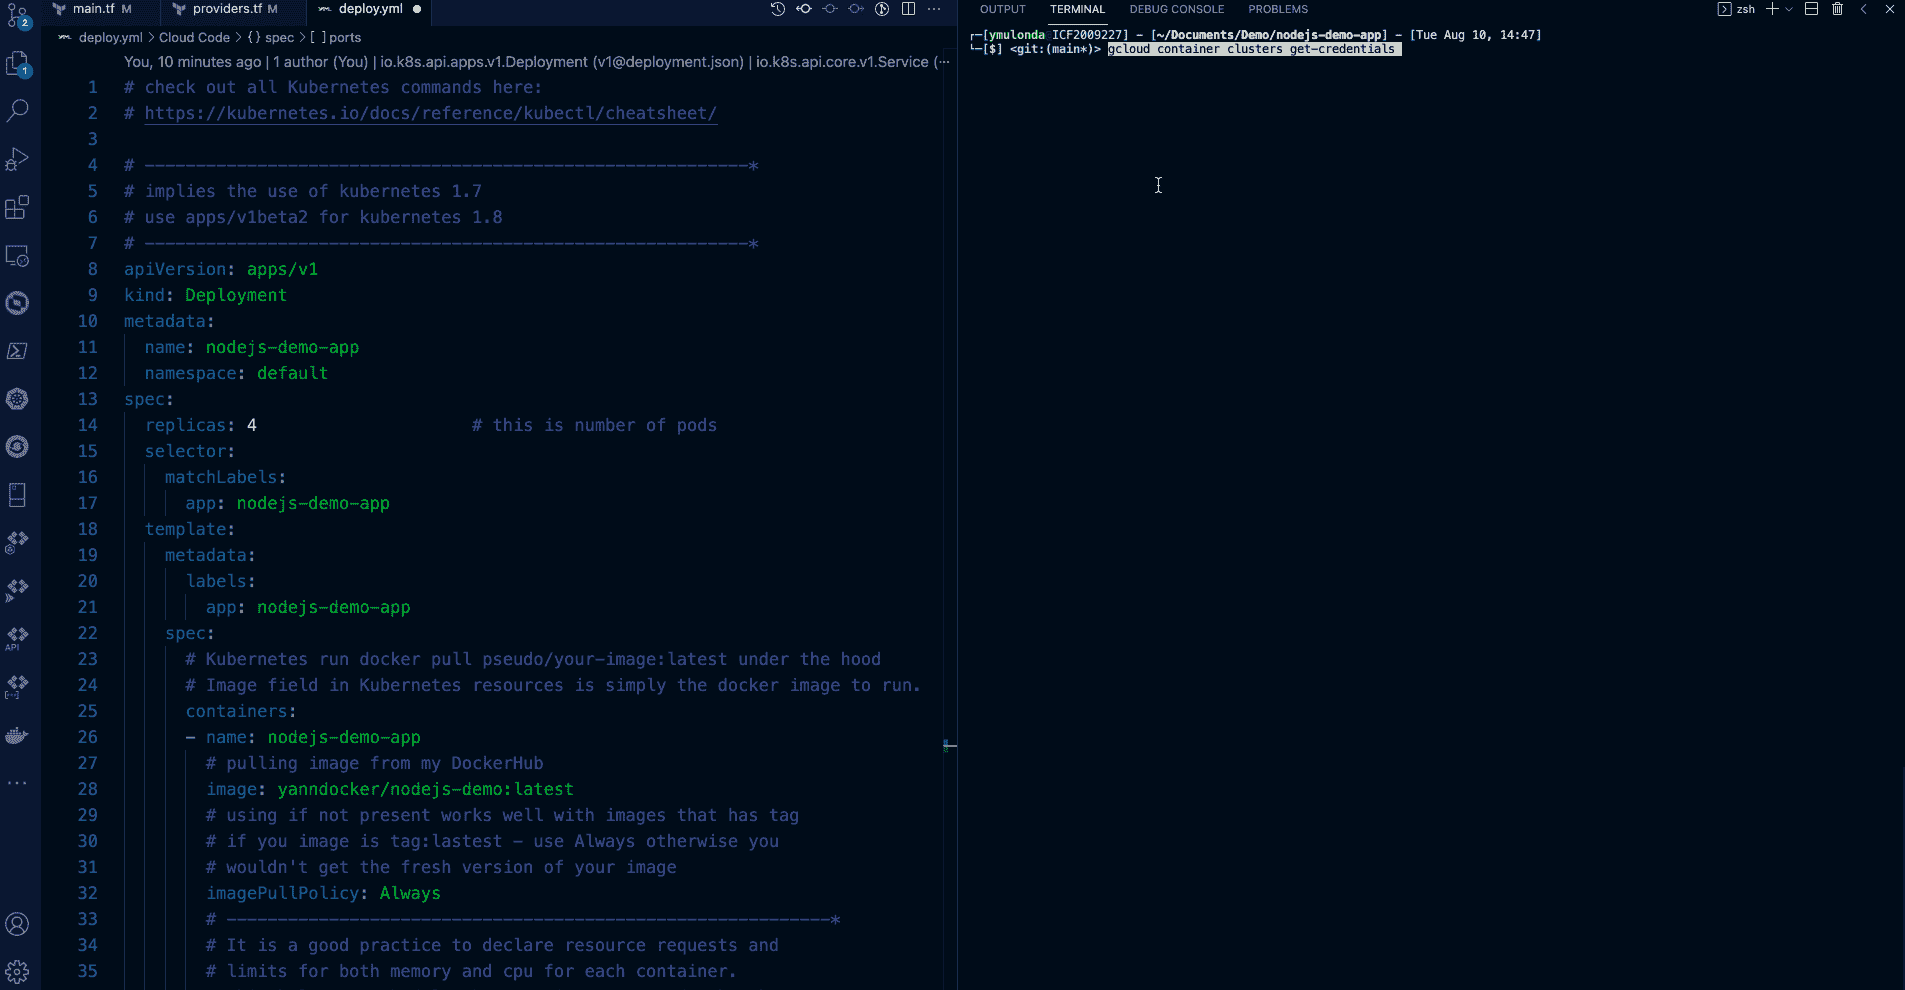 main.tf M
providers.tf M
deploy.yml
deploy.yml > Cloud Code > {} spec > [ ] ports
You, 10 minutes ago | 1 author (You) | io.k8s.api.apps.v1.Deployment (v1@deployment.json) | io.k8s.api.core.v1.Service (···
1 # check out all Kubernetes commands here:
2 # https://kubernetes.io/docs/reference/kubectl/cheatsheet/
3
4 # -----------------------------------------------------------*
5 # implies the use of kubernetes 1.7
6 # use apps/v1beta2 for kubernetes 1.8
7 # -----------------------------------------------------------*
8 apiVersion: apps/v1
9 kind: Deployment
10 metadata:
11 name: nodejs-demo-app
12 namespace: default
13 spec:
14 replicas: 4 # this is number of pods
15 selector:
16 matchLabels:
17 app: nodejs-demo-app
18 template:
19 metadata:
20 labels:
21 app: nodejs-demo-app
22 spec:
23 # Kubernetes run docker pull pseudo/your-image:latest under the hood
24 # Image field in Kubernetes resources is simply the docker image to run.
25 containers:
26 - name: nodejs-demo-app
27 # pulling image from my DockerHub
28 image: yanndocker/nodejs-demo:latest
29 # using if not present works well with images that has tag
30 # if you image is tag:lastest - use Always otherwise you
31 # wouldn't get the fresh version of your image
32 imagePullPolicy: Always
33 # -----------------------------------------------------------*
34 # It is a good practice to declare resource requests and
35 # limits for both memory and cpu for each container.
2
1
API
OUTPUT TERMINAL DEBUG CONSOLE PROBLEMS
zsh
┌─[ymulonda@ICF2009227] - [~/Documents/Demo/nodejs-demo-app] - [Tue Aug 10, 14:47]
└─[$] <git:(main*)> gcloud container clusters get-credentials